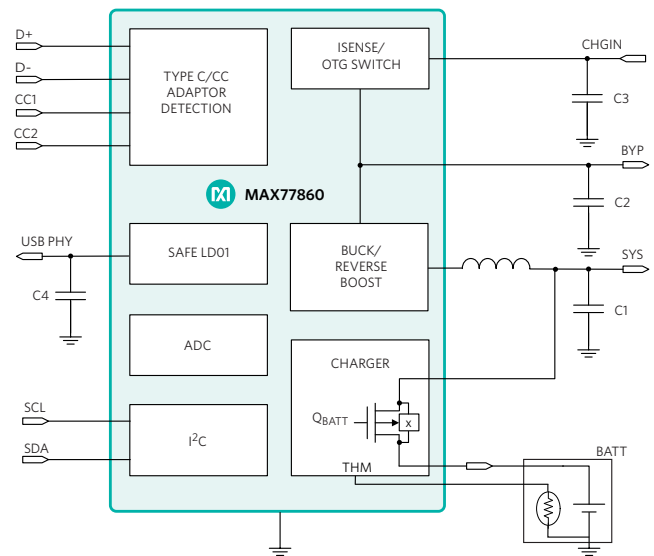 D+
D-
CC1
CC2
TYPE C/CC
ADAPTOR
DETECTION
ISENSE/
OTG SWITCH
CHGIN
C3
BYP
C2
MAX77860
USB PHY
C4
SAFE LD01
BUCK/
REVERSE
BOOST
SYS
C1
ADC
CHARGER
QBATT
x
THM
SCL
SDA
I2C
BATT